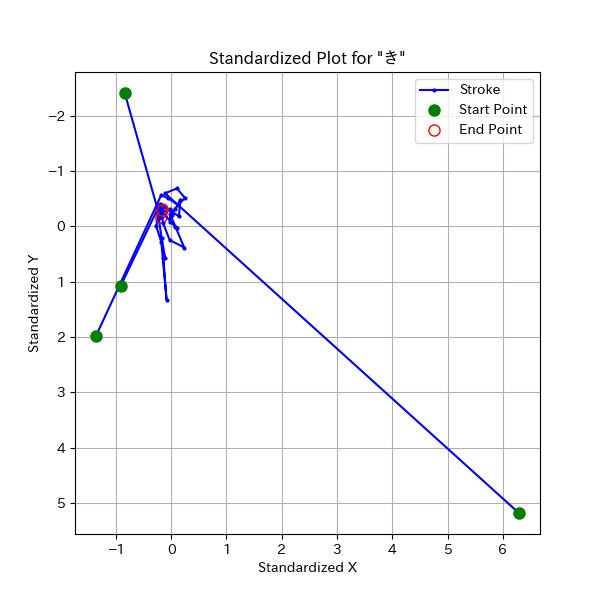 Standardized Plot for "き"
Stroke
Start Point
End Point
−2
−1
0
1
2
3
4
5
Standardized Y
−1 0 1 2 3 4 5 6
Standardized X